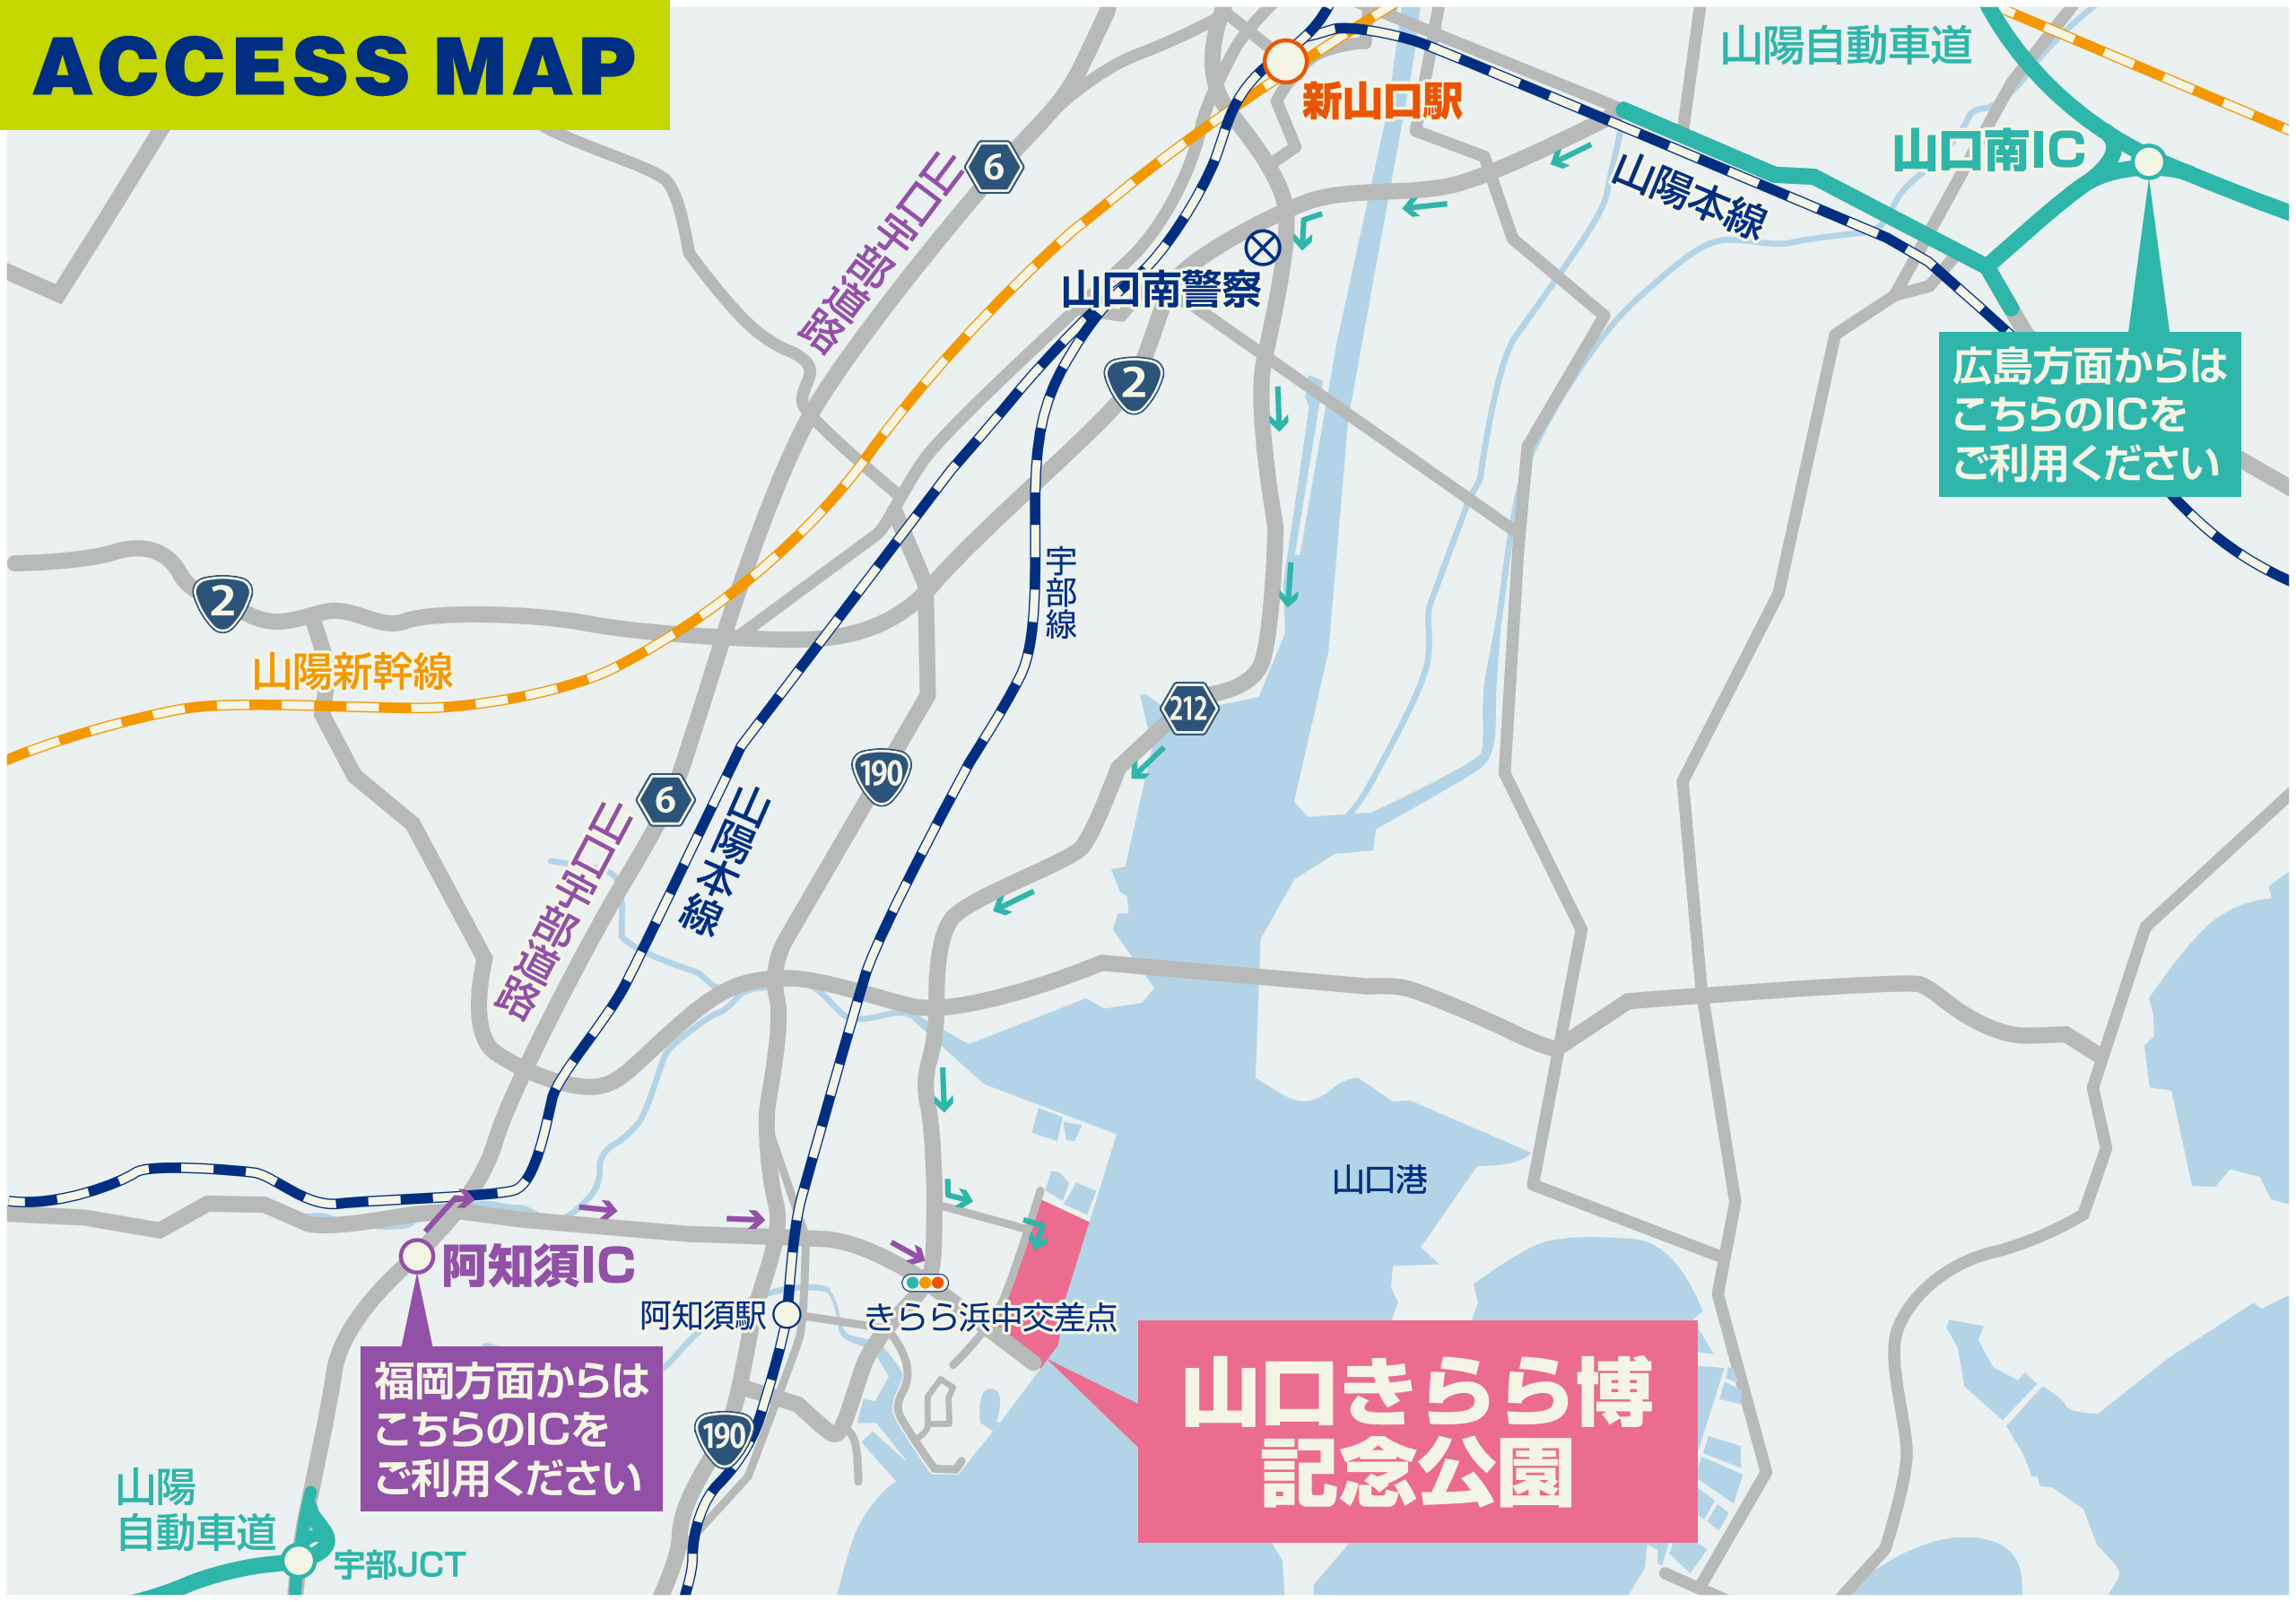 ACCESS MAP
山陽自動車道
新山口駅
山口南IC
6
山口宇部道路
山陽本線
山口南警察
2
広島方面からは
こちらのICを
ご利用ください
宇部線
2
山陽新幹線
212
190
6
山陽本線
山口宇部道路
山口港
阿知須IC
阿知須駅
きらら浜中交差点
福岡方面からは
こちらのICを
ご利用ください
190
山口きらら博
記念公園
山陽
自動車道
宇部JCT